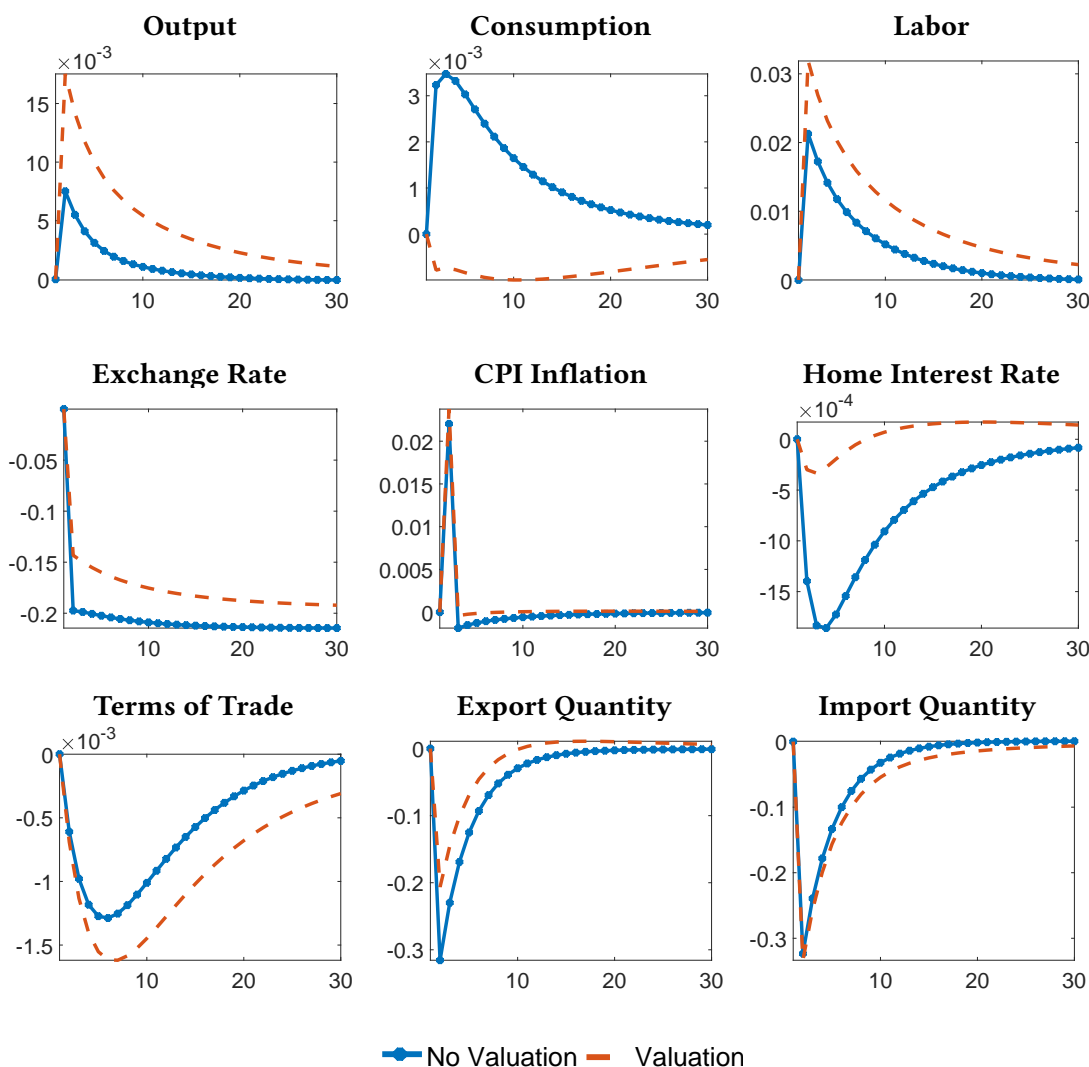 Output Consumption Labor
×10⁻³ ×10⁻³
15 3 0.03
10 2 0.02
5 1 0.01
0 0 0
10 20 30 10 20 30 10 20 30
Exchange Rate CPI Inflation Home Interest Rate
×10⁻⁴
-0.05 0.02 0
-0.1 0.015 -5
-0.15 0.01 -10
-0.2 0.005 -15
0
10 20 30 10 20 30 10 20 30
Terms of Trade Export Quantity Import Quantity
×10⁻³
0 0 0
-0.5 -0.1 -0.1
-1 -0.2 -0.2
-1.5 -0.3 -0.3
10 20 30 10 20 30 10 20 30
No Valuation Valuation